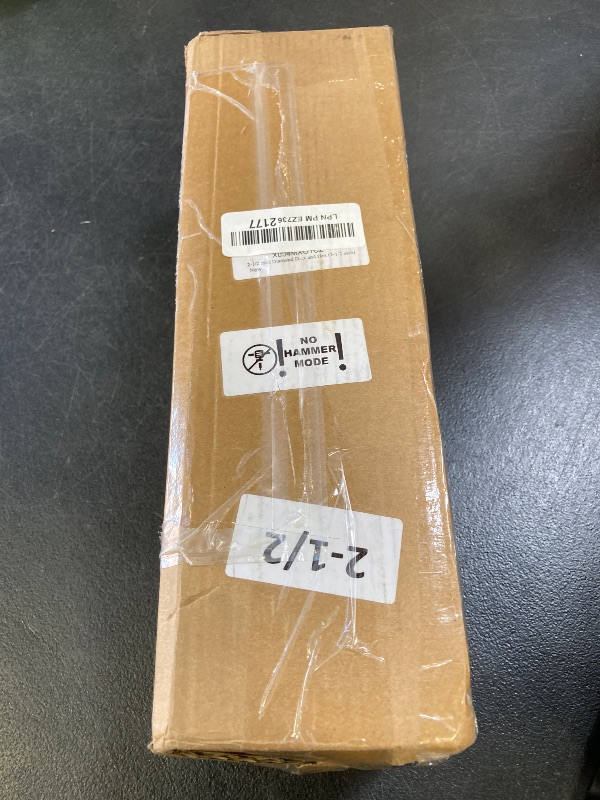 LPN PM EZ7362177
NO
HAMMER
MODE
2-1/2